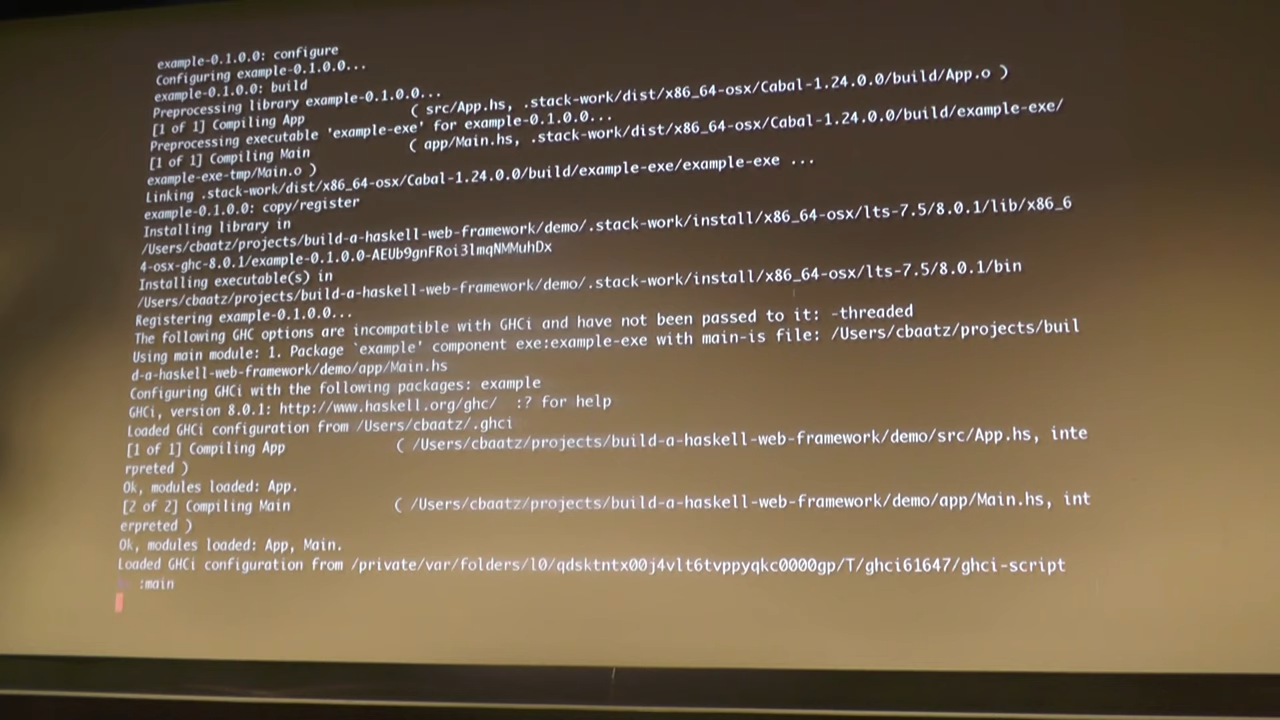 example-0.1.0.0: configure
Configuring example-0.1.0.0...
example-0.1.0.0: build
Preprocessing library example-0.1.0.0...
[1 of 1] Compiling App ( src/App.hs, .stack-work/dist/x86_64-osx/Cabal-1.24.0.0/build/App.o )
Preprocessing executable 'example-exe' for example-0.1.0.0...
[1 of 1] Compiling Main ( app/Main.hs, .stack-work/dist/x86_64-osx/Cabal-1.24.0.0/build/example-exe/
example-exe-tmp/Main.o )
Linking .stack-work/dist/x86_64-osx/Cabal-1.24.0.0/build/example-exe/example-exe ...
example-0.1.0.0: copy/register
Installing library in
/Users/cbaatz/projects/build-a-haskell-web-framework/demo/.stack-work/install/x86_64-osx/lts-7.5/8.0.1/lib/x86_6
4-osx-ghc-8.0.1/example-0.1.0.0-AEUb9gnFRoi3lmqNMMuhDx
Installing executable(s) in
/Users/cbaatz/projects/build-a-haskell-web-framework/demo/.stack-work/install/x86_64-osx/lts-7.5/8.0.1/bin
Registering example-0.1.0.0...
The following GHC options are incompatible with GHCi and have not been passed to it: -threaded
Using main module: 1. Package `example' component exe:example-exe with main-is file: /Users/cbaatz/projects/buil
d-a-haskell-web-framework/demo/app/Main.hs
Configuring GHCi with the following packages: example
GHCi, version 8.0.1: http://www.haskell.org/ghc/ :? for help
Loaded GHCi configuration from /Users/cbaatz/.ghci
[1 of 1] Compiling App ( /Users/cbaatz/projects/build-a-haskell-web-framework/demo/src/App.hs, inte
rpreted )
Ok, modules loaded: App.
[2 of 2] Compiling Main ( /Users/cbaatz/projects/build-a-haskell-web-framework/demo/app/Main.hs, int
erpreted )
Ok, modules loaded: App, Main.
Loaded GHCi configuration from /private/var/folders/l0/qdsktntx00j4vlt6tvppyqkc0000gp/T/ghci61647/ghci-script
:main